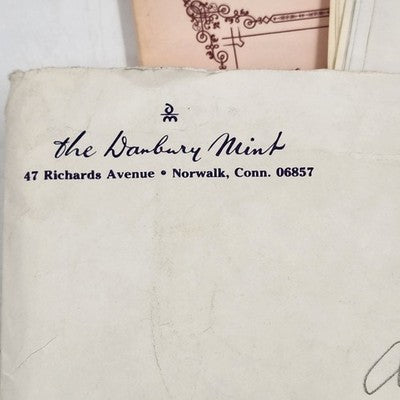 the Danbury Mint
47 Richards Avenue • Norwalk, Conn. 06857